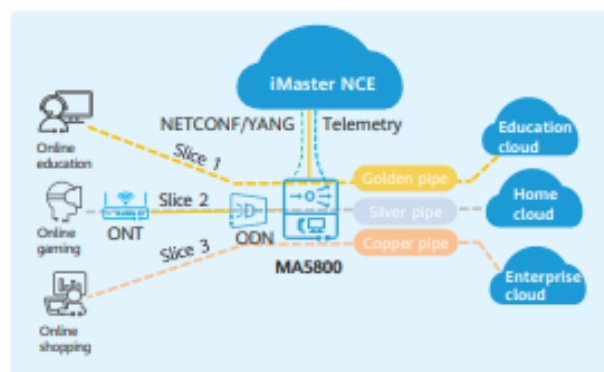 iMaster NCE
NETCONF/YANG
Telemetry
Education
cloud
Online
education
Slice 1
Golden pipe
Slice 2
Silver pipe
Home
cloud
Online
gaming
ONT
ODN
Slice 3
Copper pipe
MA5800
Enterprise
cloud
Online
shopping